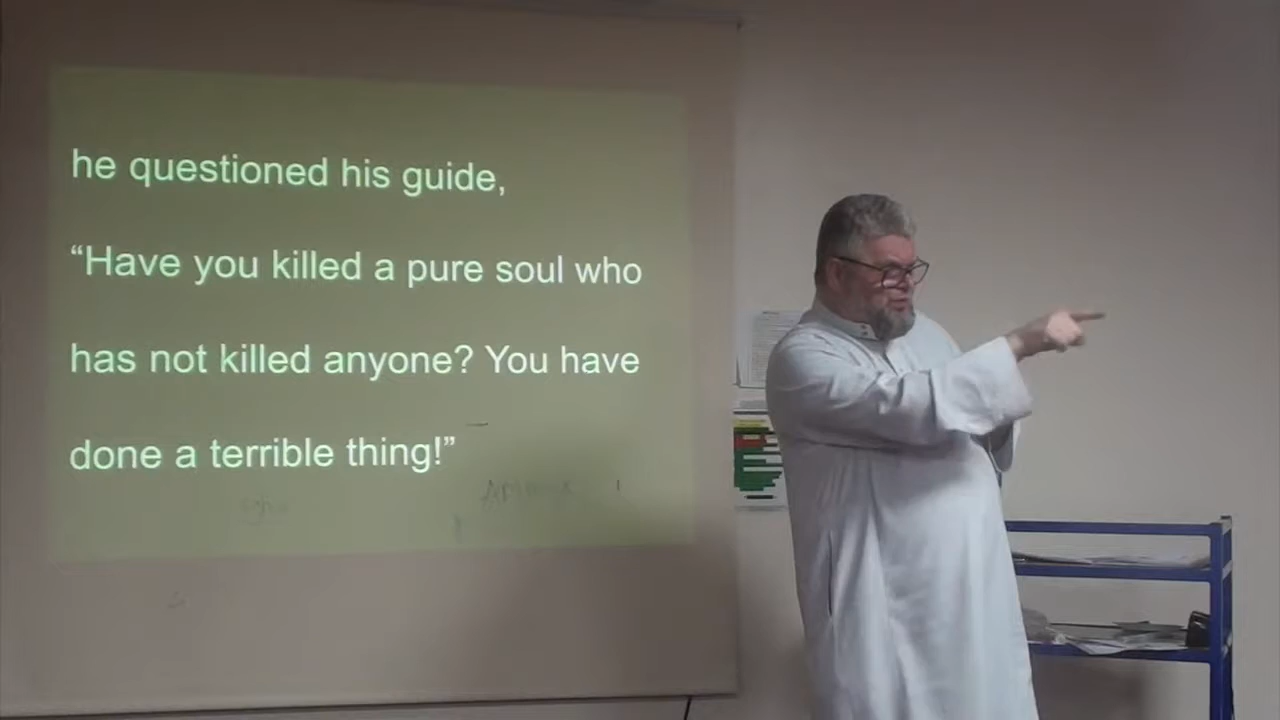 he questioned his guide,
“Have you killed a pure soul who
has not killed anyone? You have
done a terrible thing!”